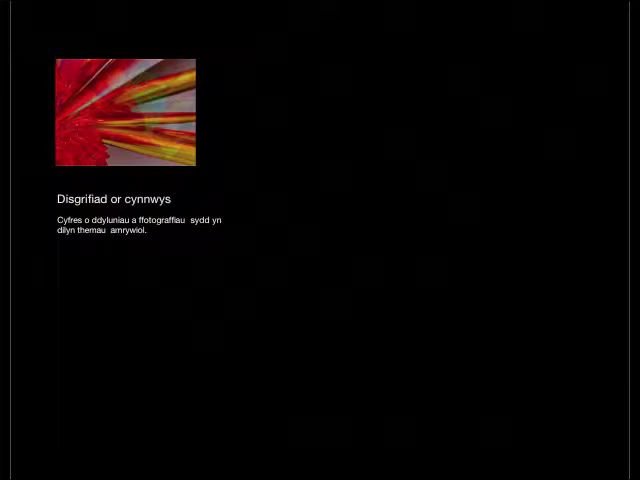 Disgrifiad or cynnwys
Cyfres o ddyluniau a ffotograffiau sydd yn
dilyn themau amrywiol.